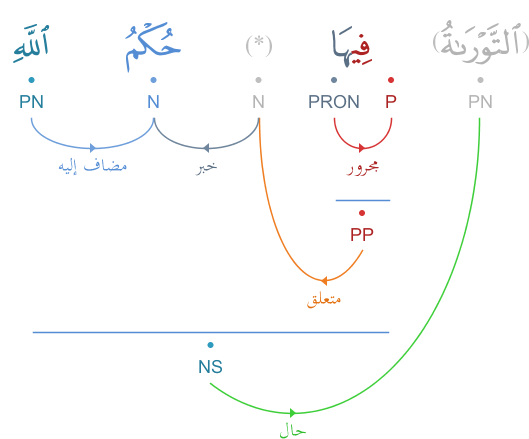 (ٱلتَّوْرَىٰةُ) فِيهَا (*) حُكْمُ ٱللَّهِ
PN P PRON N N PN
مجرور خبر مضاف إليه
PP
متعلق
NS
حال